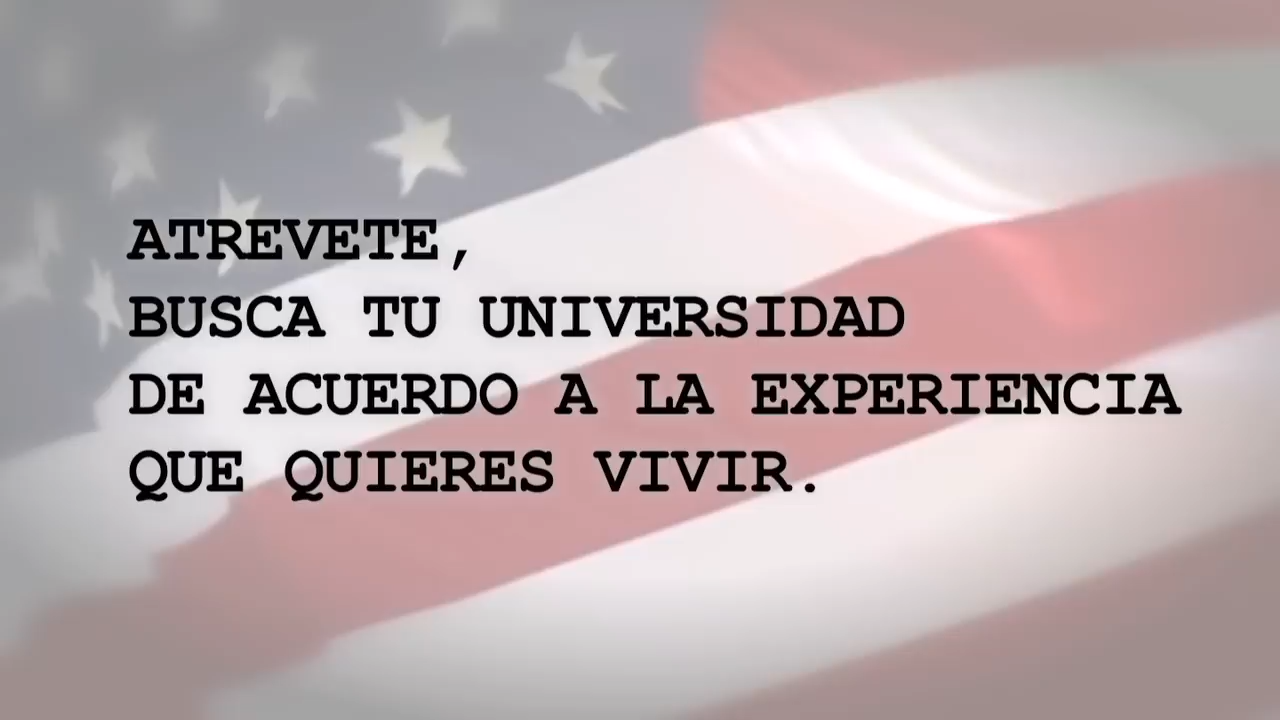 ATREVETE,
BUSCA TU UNIVERSIDAD
DE ACUERDO A LA EXPERIENCIA
QUE QUIERES VIVIR.